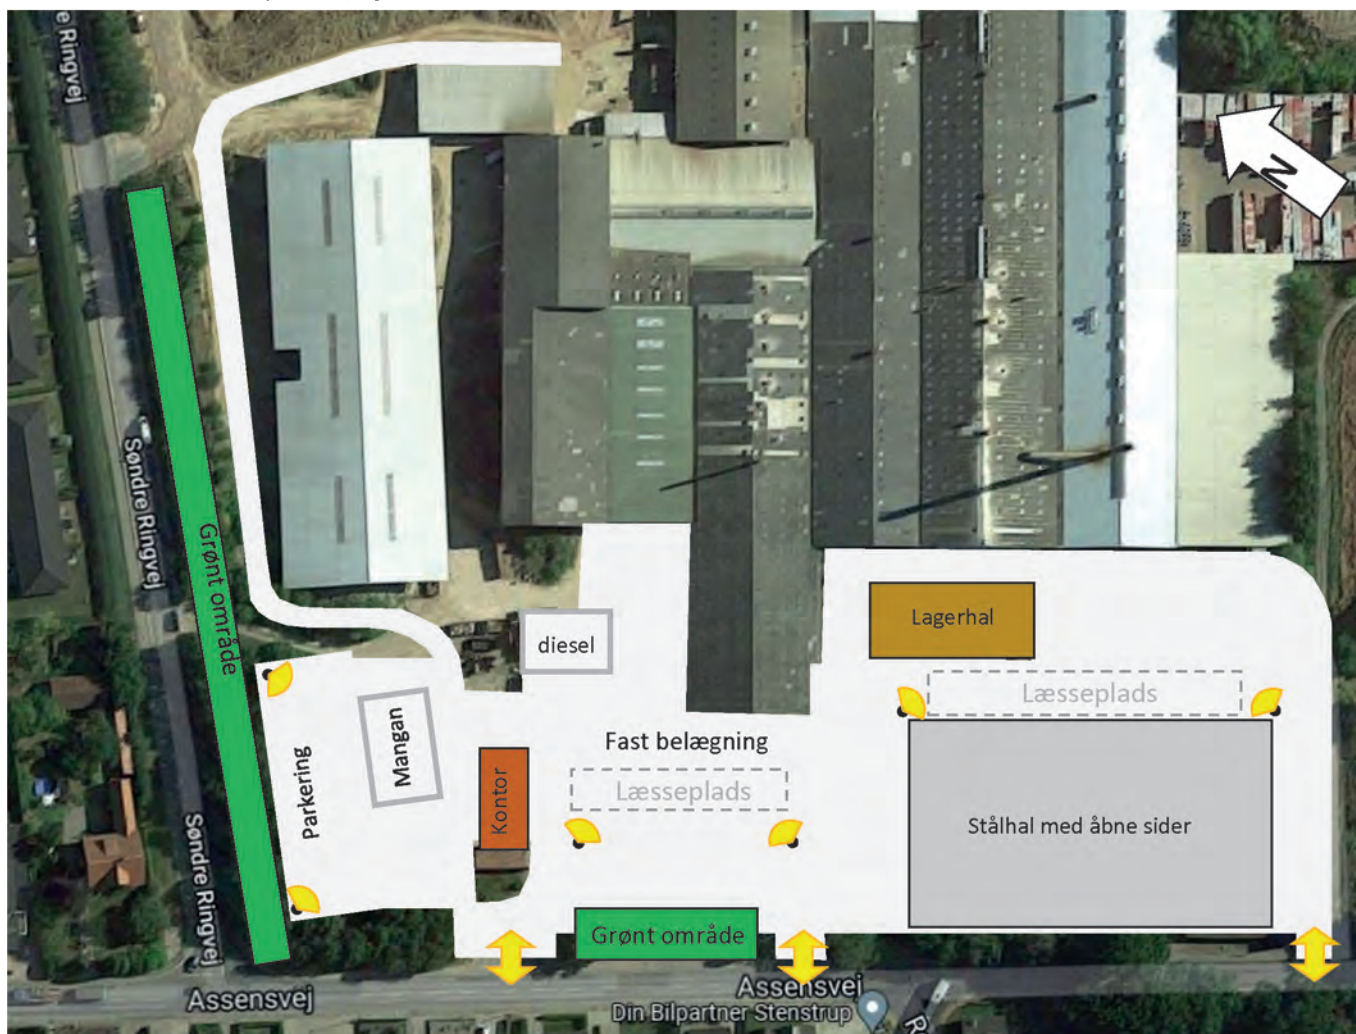 e Ringvej
N
Søndre Ringvej
Grønt område
diesel
Lagerhal
Læsseplads
Mangan
Parkering
Fast belægning
Læsseplads
Kontor
Stålhal med åbne sider
Søndre Ringvej
Grønt område
Assensvej
Assensvej
Din Bilpartner Stenstrup
R